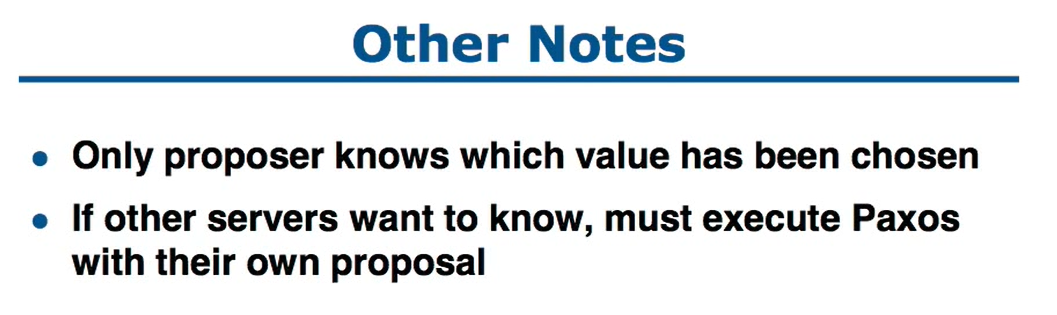 Other Notes
• Only proposer knows which value has been chosen
• If other servers want to know, must execute Paxos
with their own proposal